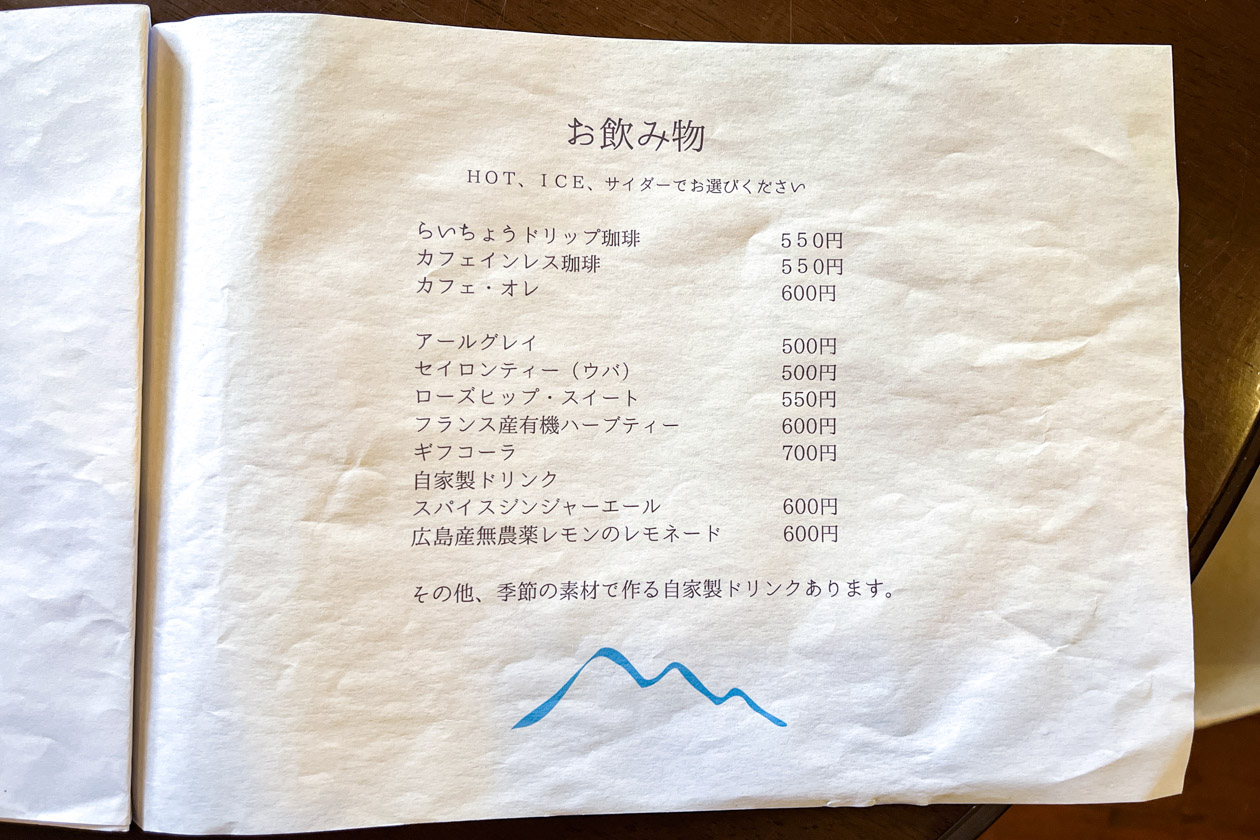 お飲み物
HOT、ICE、サイダーでお選びください
らいちょうドリップ珈琲 550円
カフェインレス珈琲 550円
カフェ・オレ 600円
アールグレイ 500円
セイロンティー（ウバ） 500円
ローズヒップ・スイート 550円
フランス産有機ハーブティー 600円
ギフコーラ 700円
自家製ドリンク
スパイスジンジャーエール 600円
広島産無農薬レモンのレモネード 600円
その他、季節の素材で作る自家製ドリンクあります。